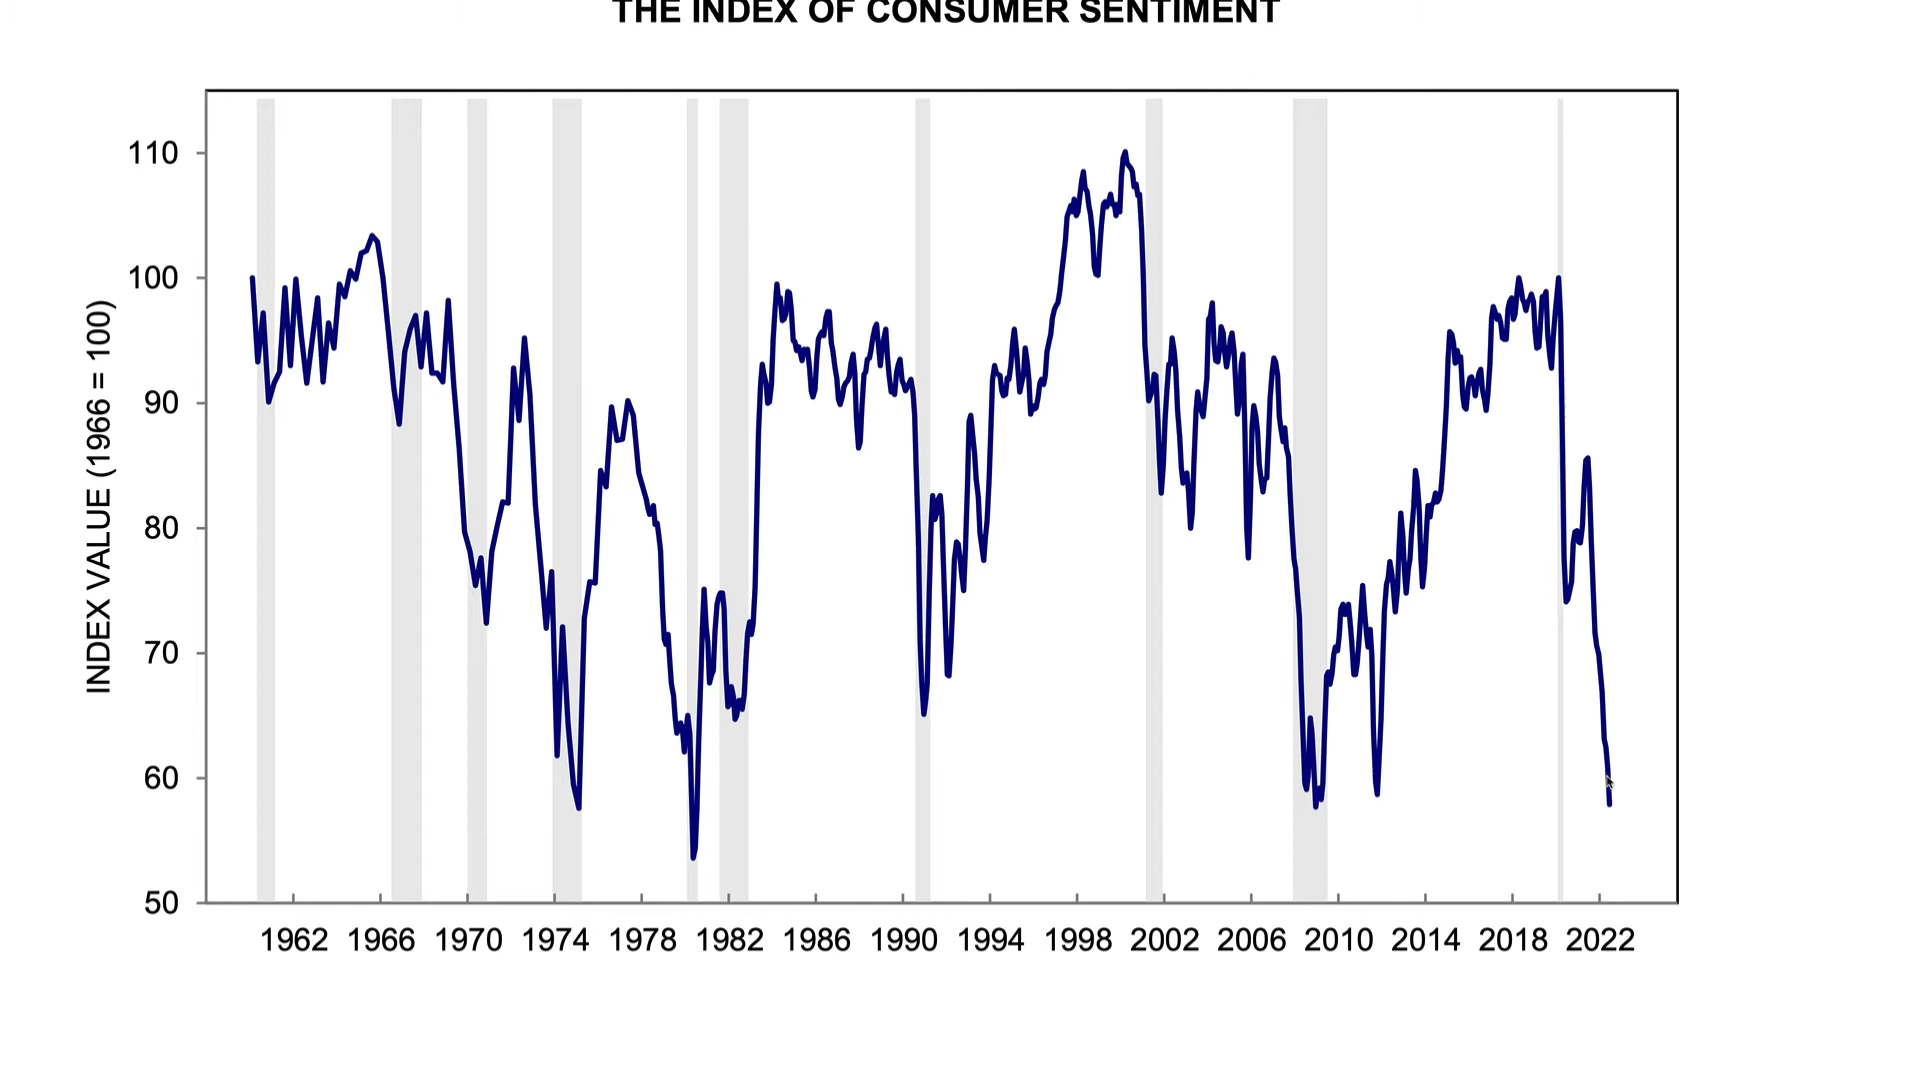 THE INDEX OF CONSUMER SENTIMENT
INDEX VALUE (1966 = 100)
110
100
90
80
70
60
50
1962 1966 1970 1974 1978 1982 1986 1990 1994 1998 2002 2006 2010 2014 2018 2022